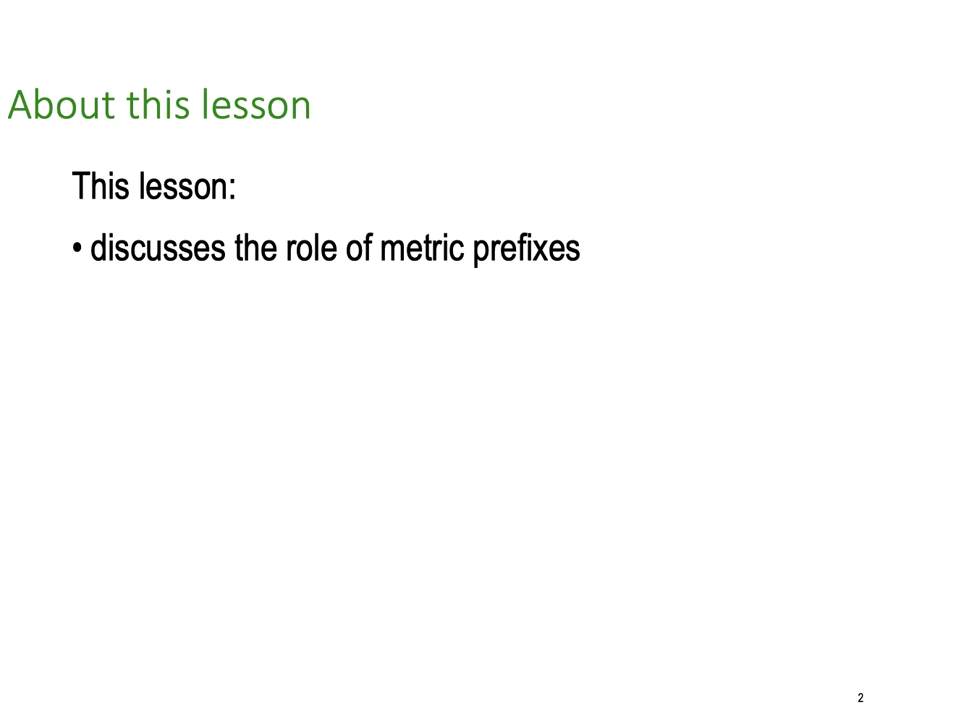 About this lesson
This lesson:
• discusses the role of metric prefixes
2